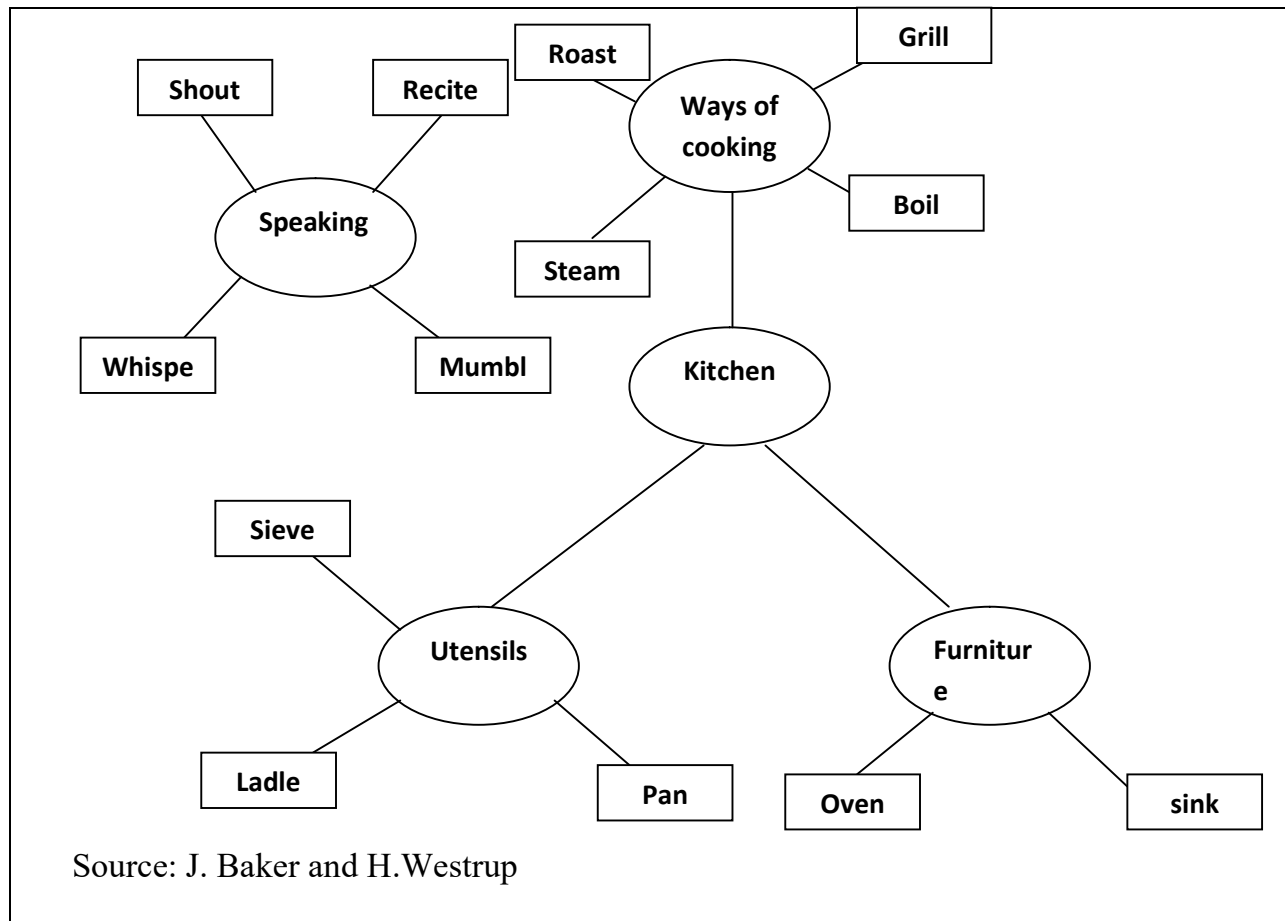 Roast
Grill
Shout
Recite
Ways of
cooking
Boil
Speaking
Steam
Whispe
Mumbl
Kitchen
Sieve
Utensils
Furnitur
e
Ladle
Pan
Oven
sink
Source: J. Baker and H.Westrup